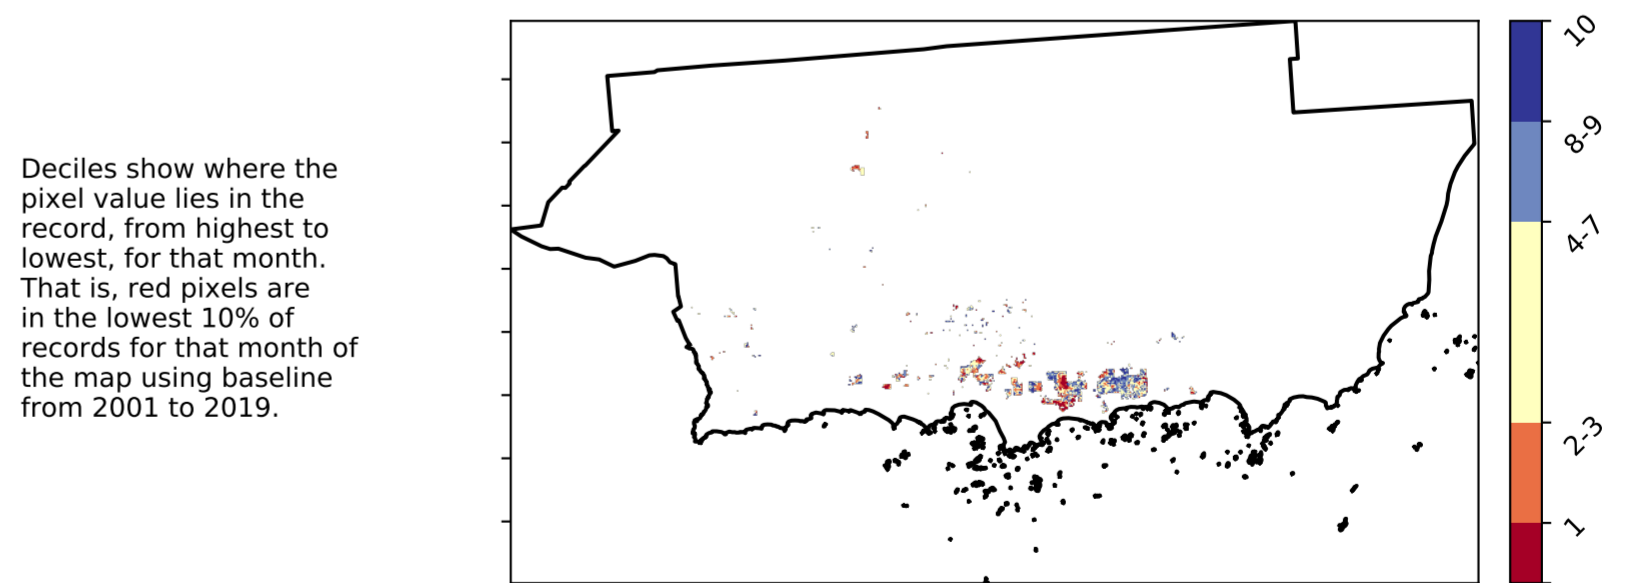 Deciles show where the
pixel value lies in the
record, from highest to
lowest, for that month.
That is, red pixels are
in the lowest 10% of
records for that month of
the map using baseline
from 2001 to 2019.
10
8-9
4-7
2-3
1